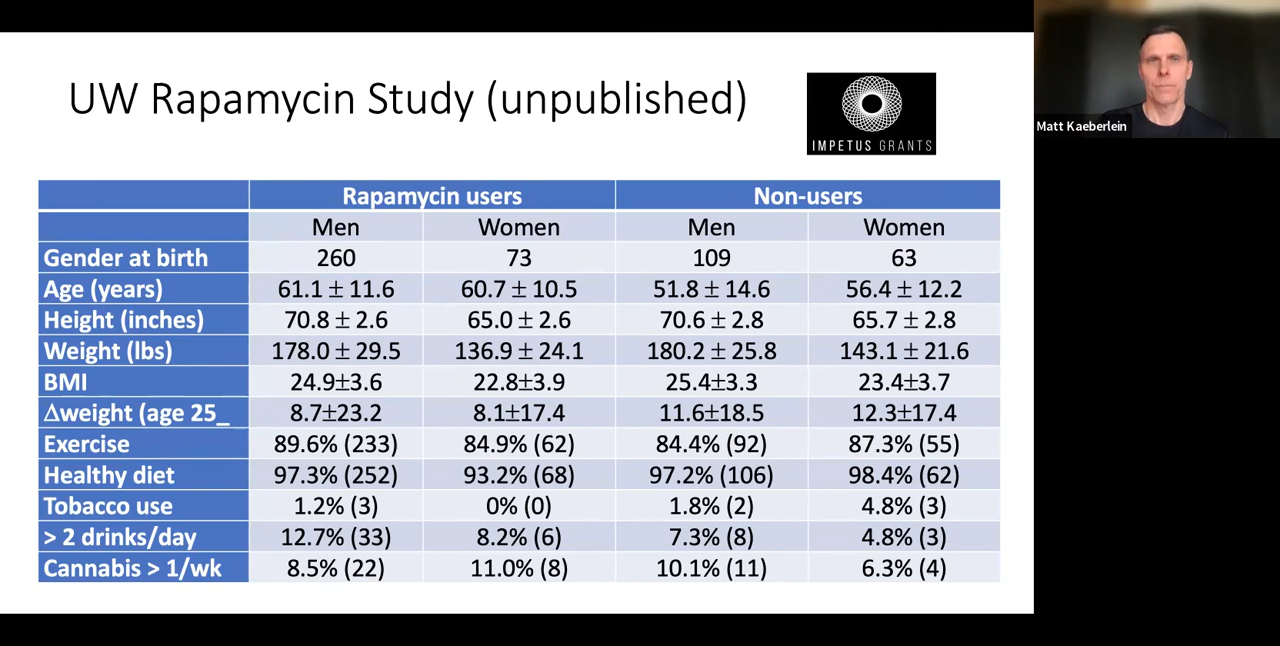 UW Rapamycin Study (unpublished)
IMPETUS GRANTS
Matt Kaeberlein
Rapamycin users Non-users
Men Women Men Women
Gender at birth 260 73 109 63
Age (years) 61.1 ± 11.6 60.7 ± 10.5 51.8 ± 14.6 56.4 ± 12.2
Height (inches) 70.8 ± 2.6 65.0 ± 2.6 70.6 ± 2.8 65.7 ± 2.8
Weight (lbs) 178.0 ± 29.5 136.9 ± 24.1 180.2 ± 25.8 143.1 ± 21.6
BMI 24.9±3.6 22.8±3.9 25.4±3.3 23.4±3.7
Δweight (age 25_ 8.7±23.2 8.1±17.4 11.6±18.5 12.3±17.4
Exercise 89.6% (233) 84.9% (62) 84.4% (92) 87.3% (55)
Healthy diet 97.3% (252) 93.2% (68) 97.2% (106) 98.4% (62)
Tobacco use 1.2% (3) 0% (0) 1.8% (2) 4.8% (3)
> 2 drinks/day 12.7% (33) 8.2% (6) 7.3% (8) 4.8% (3)
Cannabis > 1/wk 8.5% (22) 11.0% (8) 10.1% (11) 6.3% (4)